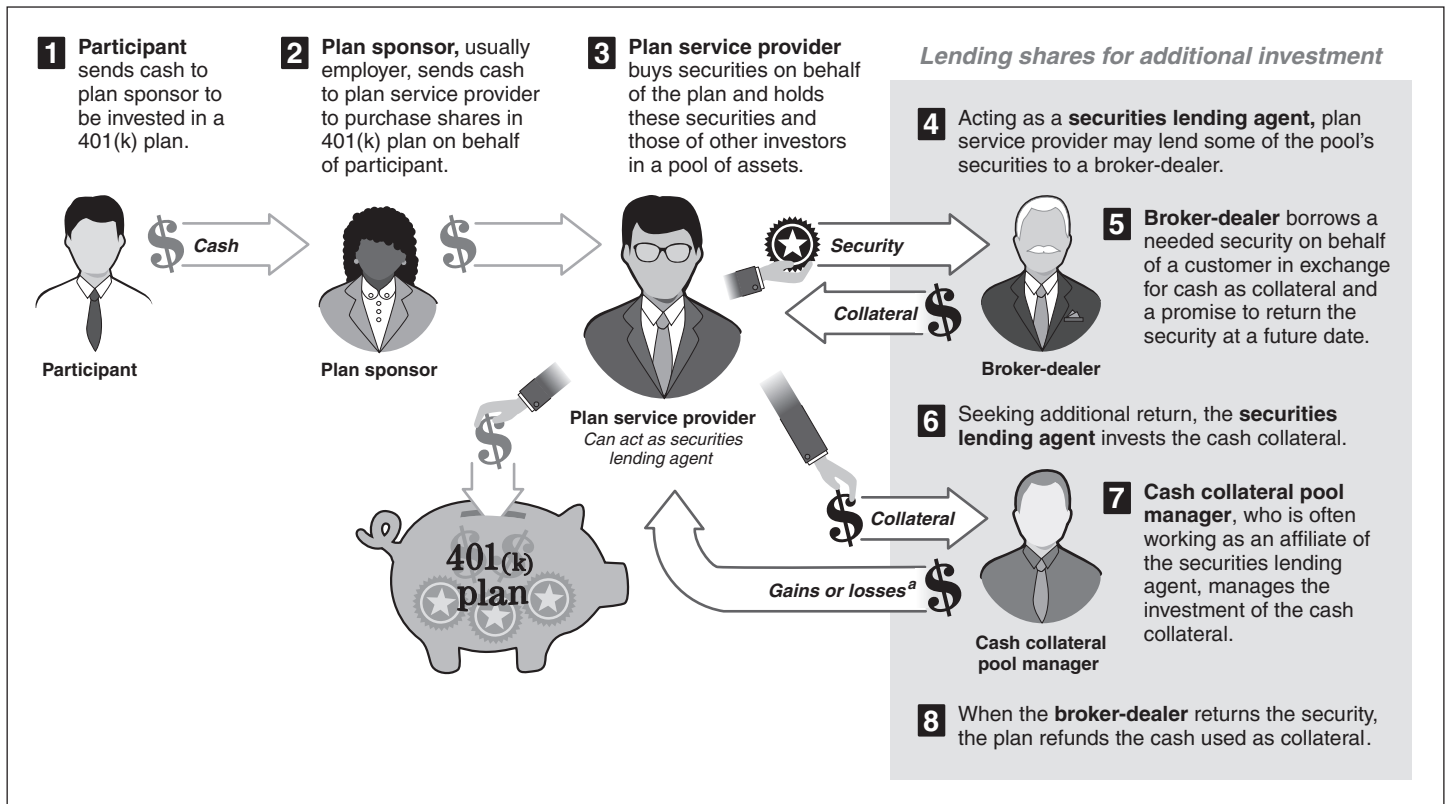 1 Participant
sends cash to
plan sponsor to
be invested in a
401(k) plan.
2 Plan sponsor, usually
employer, sends cash
to plan service provider
to purchase shares in
401(k) plan on behalf
of participant.
3 Plan service provider
buys securities on behalf
of the plan and holds
these securities and
those of other investors
in a pool of assets.
Lending shares for additional investment
4 Acting as a securities lending agent, plan
service provider may lend some of the pool's
securities to a broker-dealer.
$ Cash
$
Security
Collateral $
5 Broker-dealer borrows a
needed security on behalf
of a customer in exchange
for cash as collateral and
a promise to return the
security at a future date.
Participant
Plan sponsor
Broker-dealer
Plan service provider
Can act as securities
lending agent
$
6 Seeking additional return, the securities
lending agent invests the cash collateral.
$ Collateral
Gains or losses^a $
7 Cash collateral pool
manager, who is often
working as an affiliate of
the securities lending
agent, manages the
investment of the cash
collateral.
$ $
401(k)
plan
Cash collateral
pool manager
8 When the broker-dealer returns the security,
the plan refunds the cash used as collateral.